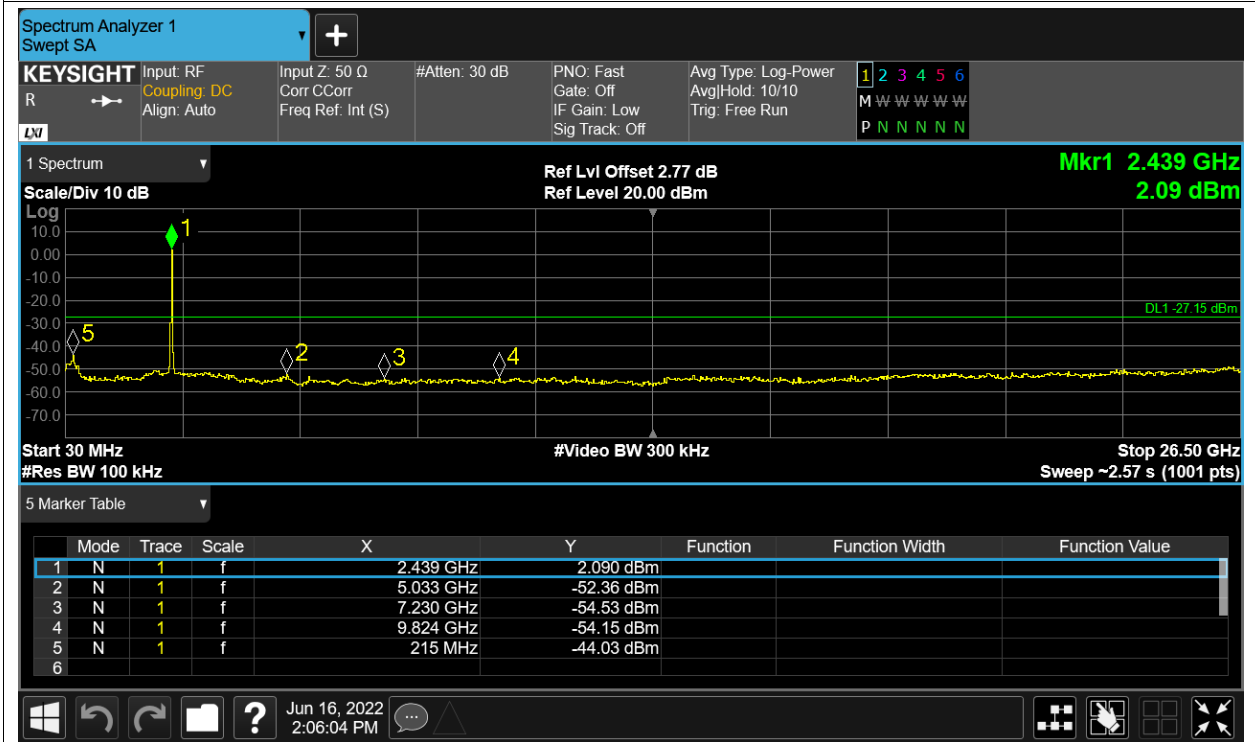 Spectrum Analyzer 1
Swept SA
KEYSIGHT Input: RF Input Z: 50 Ω #Atten: 30 dB PNO: Fast Avg Type: Log-Power 1 2 3 4 5 6
R Coupling: DC Corr CCorr Gate: Off Avg|Hold: 10/10 M W W W W W
Align: Auto Freq Ref: Int (S) IF Gain: Low Trig: Free Run
LXI Sig Track: Off P N N N N N
1 Spectrum Ref Lvl Offset 2.77 dB Mkr1 2.439 GHz
Scale/Div 10 dB Ref Level 20.00 dBm 2.09 dBm
Log
10.0
0.00
-10.0
-20.0
-30.0
-40.0
-50.0
-60.0
-70.0
1
DL1 -27.15 dBm
5
2 3 4
Start 30 MHz #Video BW 300 kHz Stop 26.50 GHz
#Res BW 100 kHz Sweep ~2.57 s (1001 pts)
5 Marker Table
Mode Trace Scale X Y Function Function Width Function Value
1 N 1 f 2.439 GHz 2.090 dBm
2 N 1 f 5.033 GHz -52.36 dBm
3 N 1 f 7.230 GHz -54.53 dBm
4 N 1 f 9.824 GHz -54.15 dBm
5 N 1 f 215 MHz -44.03 dBm
6
? Jun 16, 2022
2:06:04 PM